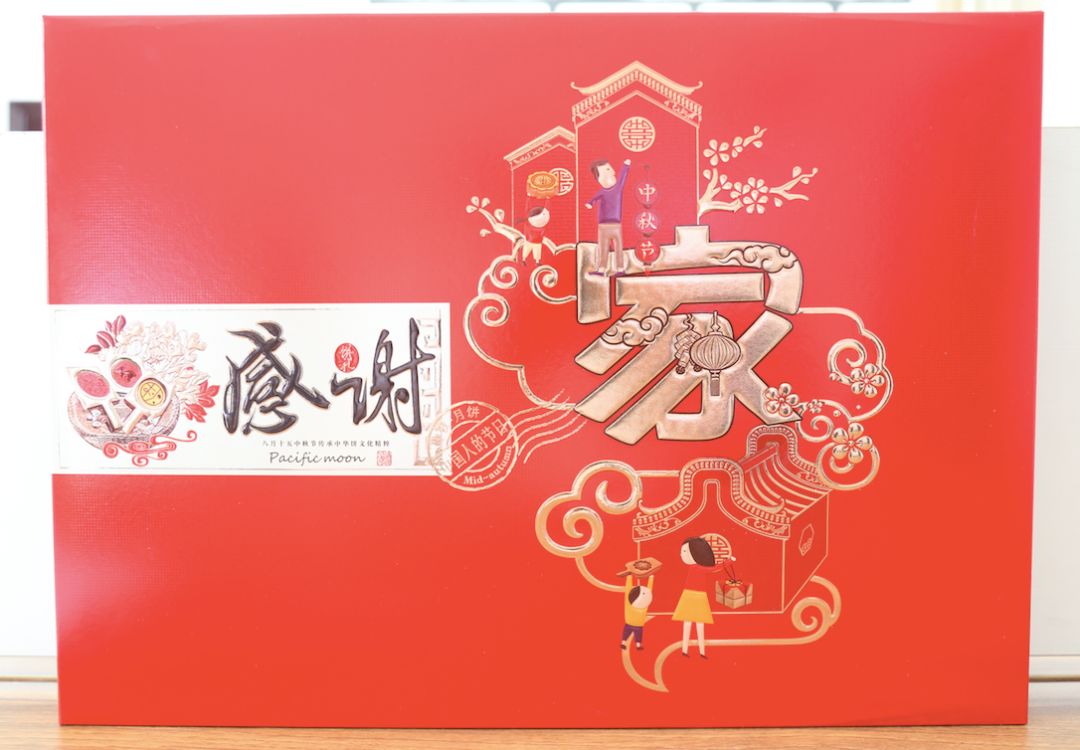 中秋节
家
感谢
八月十五中秋节传承中华饼文化精粹
Pacific moon
月饼
国人的节日
Mid-autumn